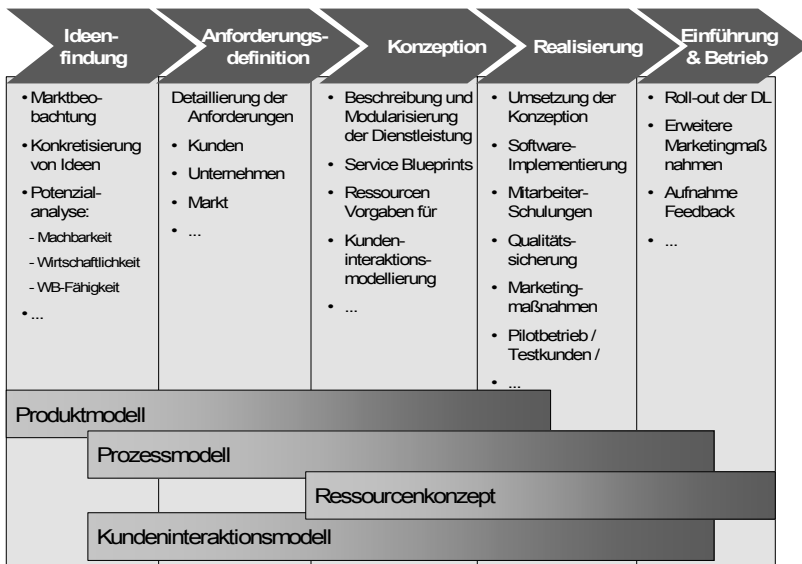 Ideen-
findung
Anforderungs-
definition
Konzeption
Realisierung
Einführung
& Betrieb
• Marktbeo-
bachtung
• Konkretisierung
von Ideen
• Potenzial-
analyse:
- Machbarkeit
- Wirtschaftlichkeit
- WB-Fähigkeit
• ...
Detaillierung der
Anforderungen
• Kunden
• Unternehmen
• Markt
• ...
• Beschreibung und
Modularisierung
der Dienstleistung
• Service Blueprints
• Ressourcen
Vorgaben für
• Kunden-
interaktions-
modellierung
• ...
• Umsetzung der
Konzeption
• Software-
Implementierung
• Mitarbeiter-
Schulungen
• Qualitäts-
sicherung
• Marketing-
maßnahmen
• Pilotbetrieb /
Testkunden /
• ...
• Roll-out der DL
• Erweitere
Marketingmaß
nahmen
• Aufnahme
Feedback
• ...
Produktmodell
Prozessmodell
Ressourcenkonzept
Kundeninteraktionsmodell